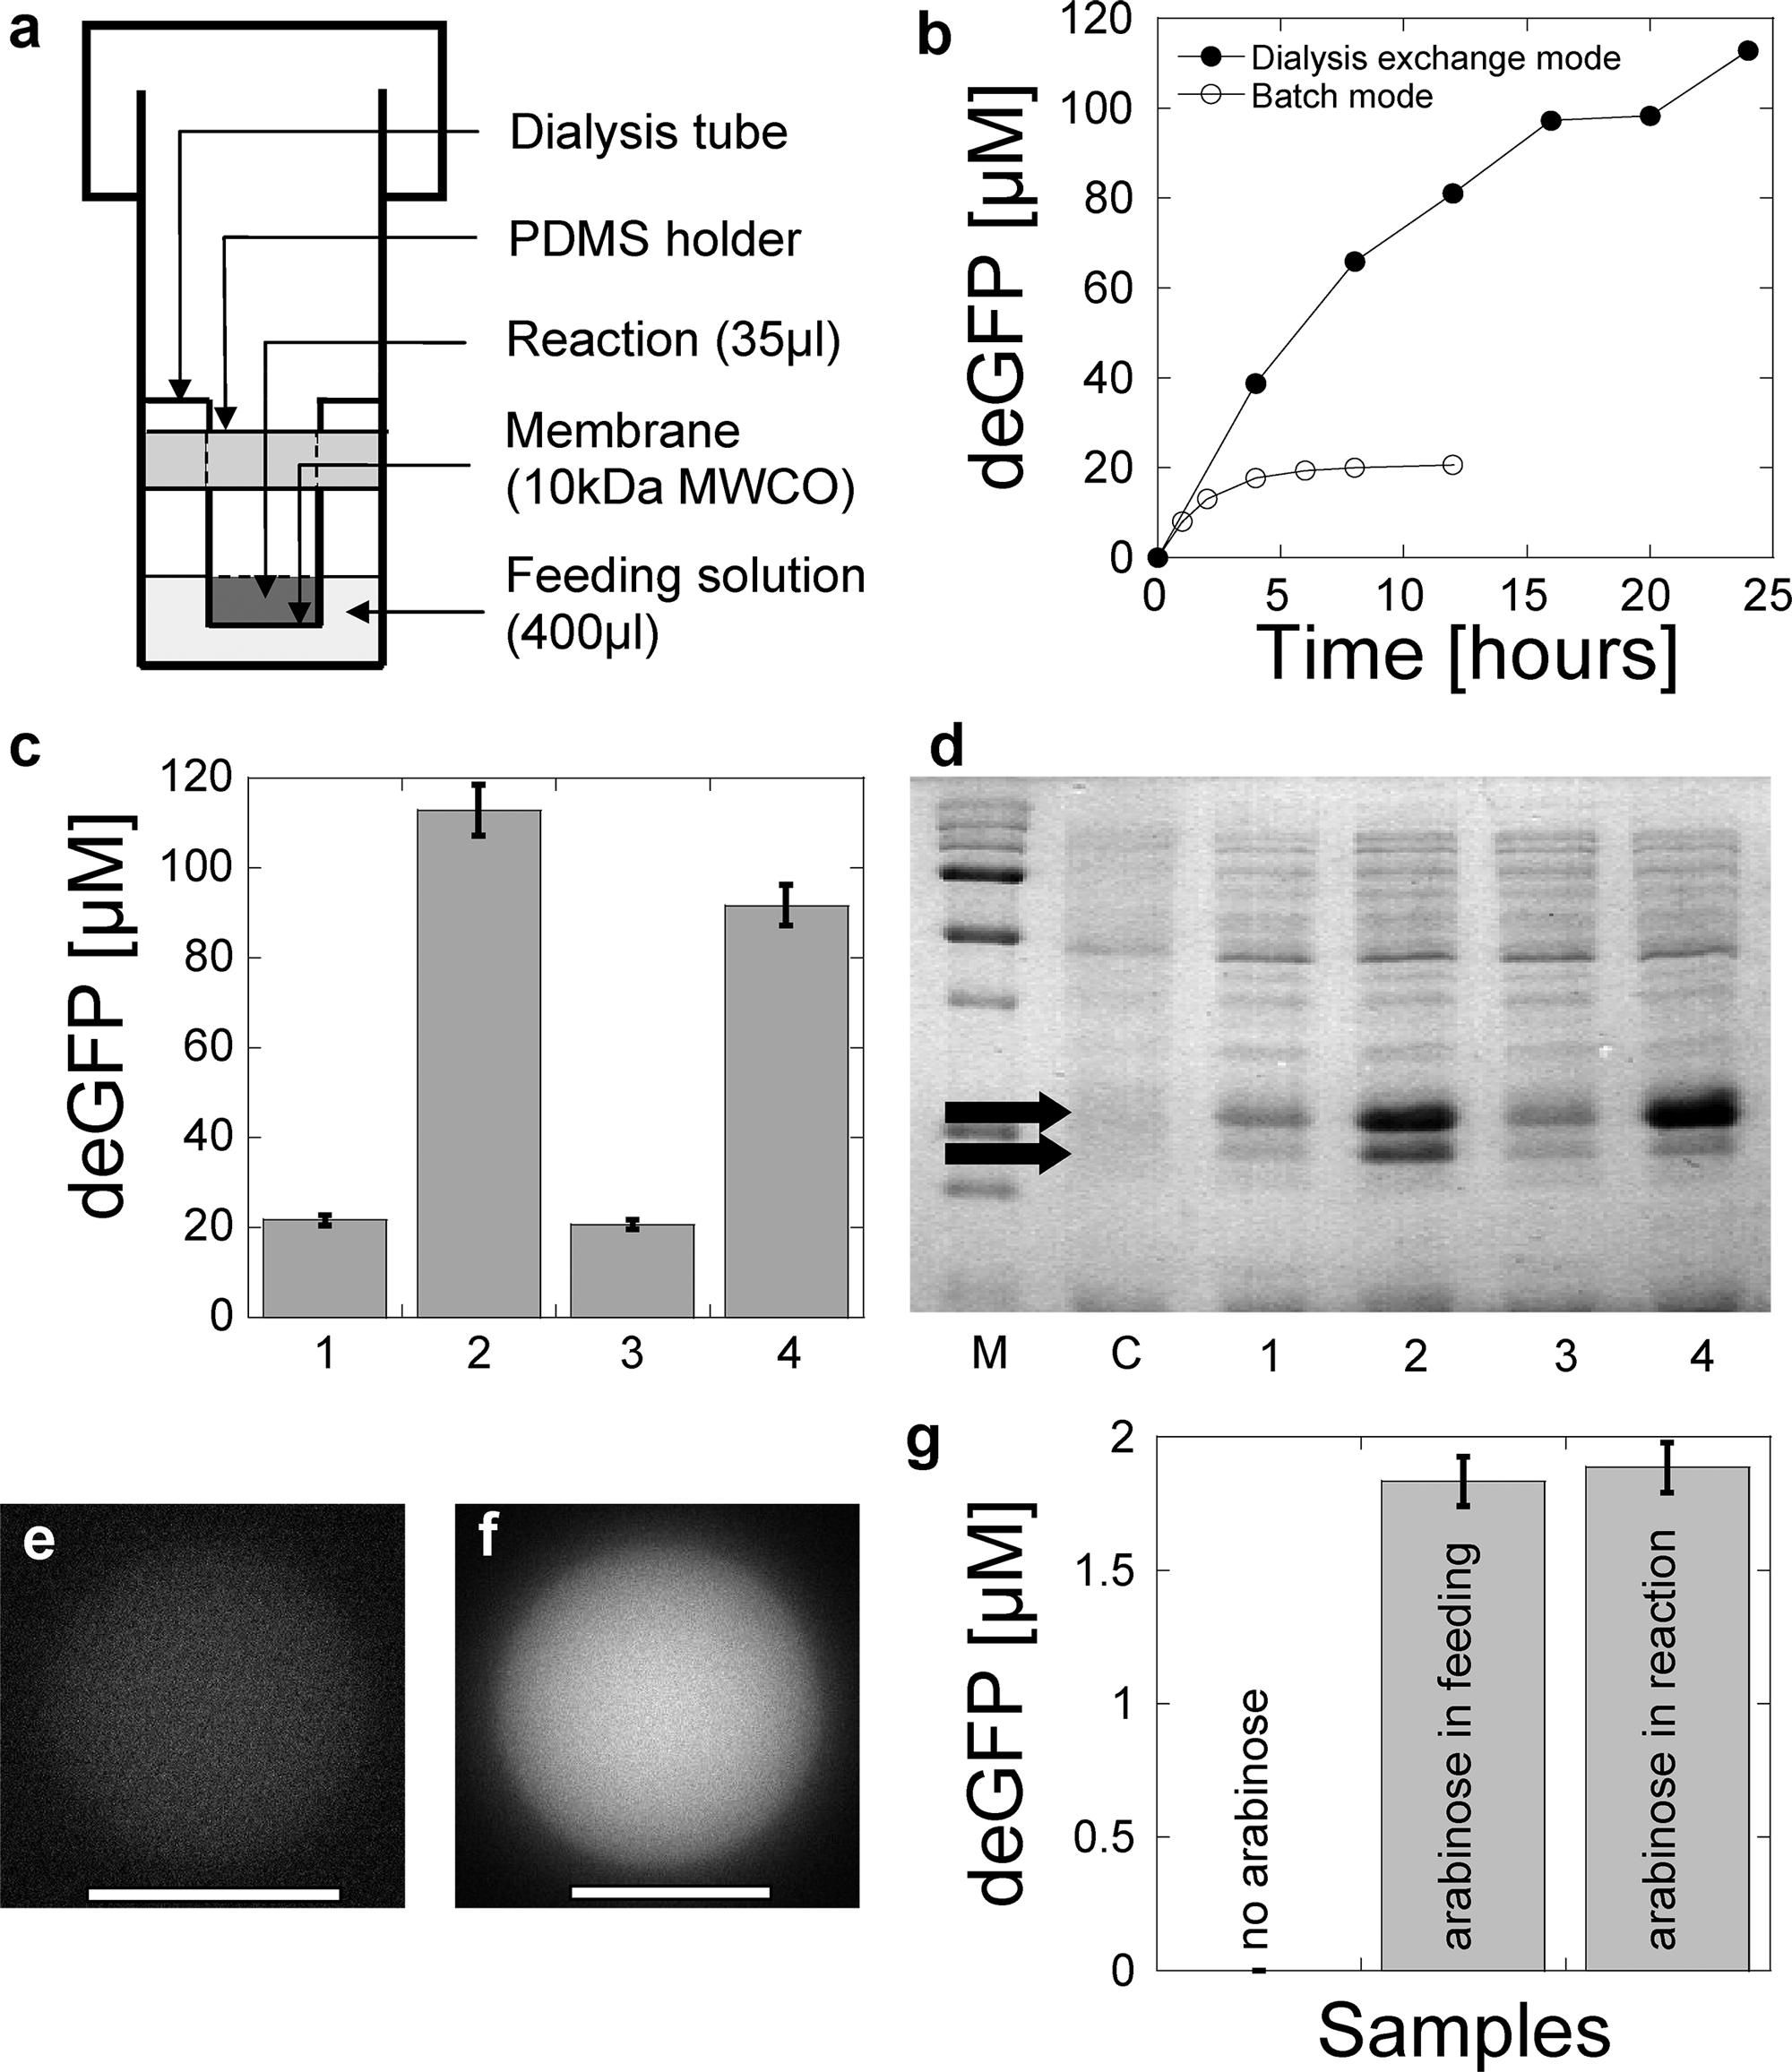 a
Dialysis tube
PDMS holder
Reaction (35µl)
Membrane
(10kDa MWCO)
Feeding solution
(400µl)
b
Dialysis exchange mode
Batch mode
deGFP [µM]
120
100
80
60
40
20
0
0 5 10 15 20 25
Time [hours]
c
deGFP [µM]
120
100
80
60
40
20
0
1 2 3 4
d
M C 1 2 3 4
e
f
g
deGFP [µM]
2
1.5
1
0.5
0
no arabinose
arabinose in feeding
arabinose in reaction
Samples